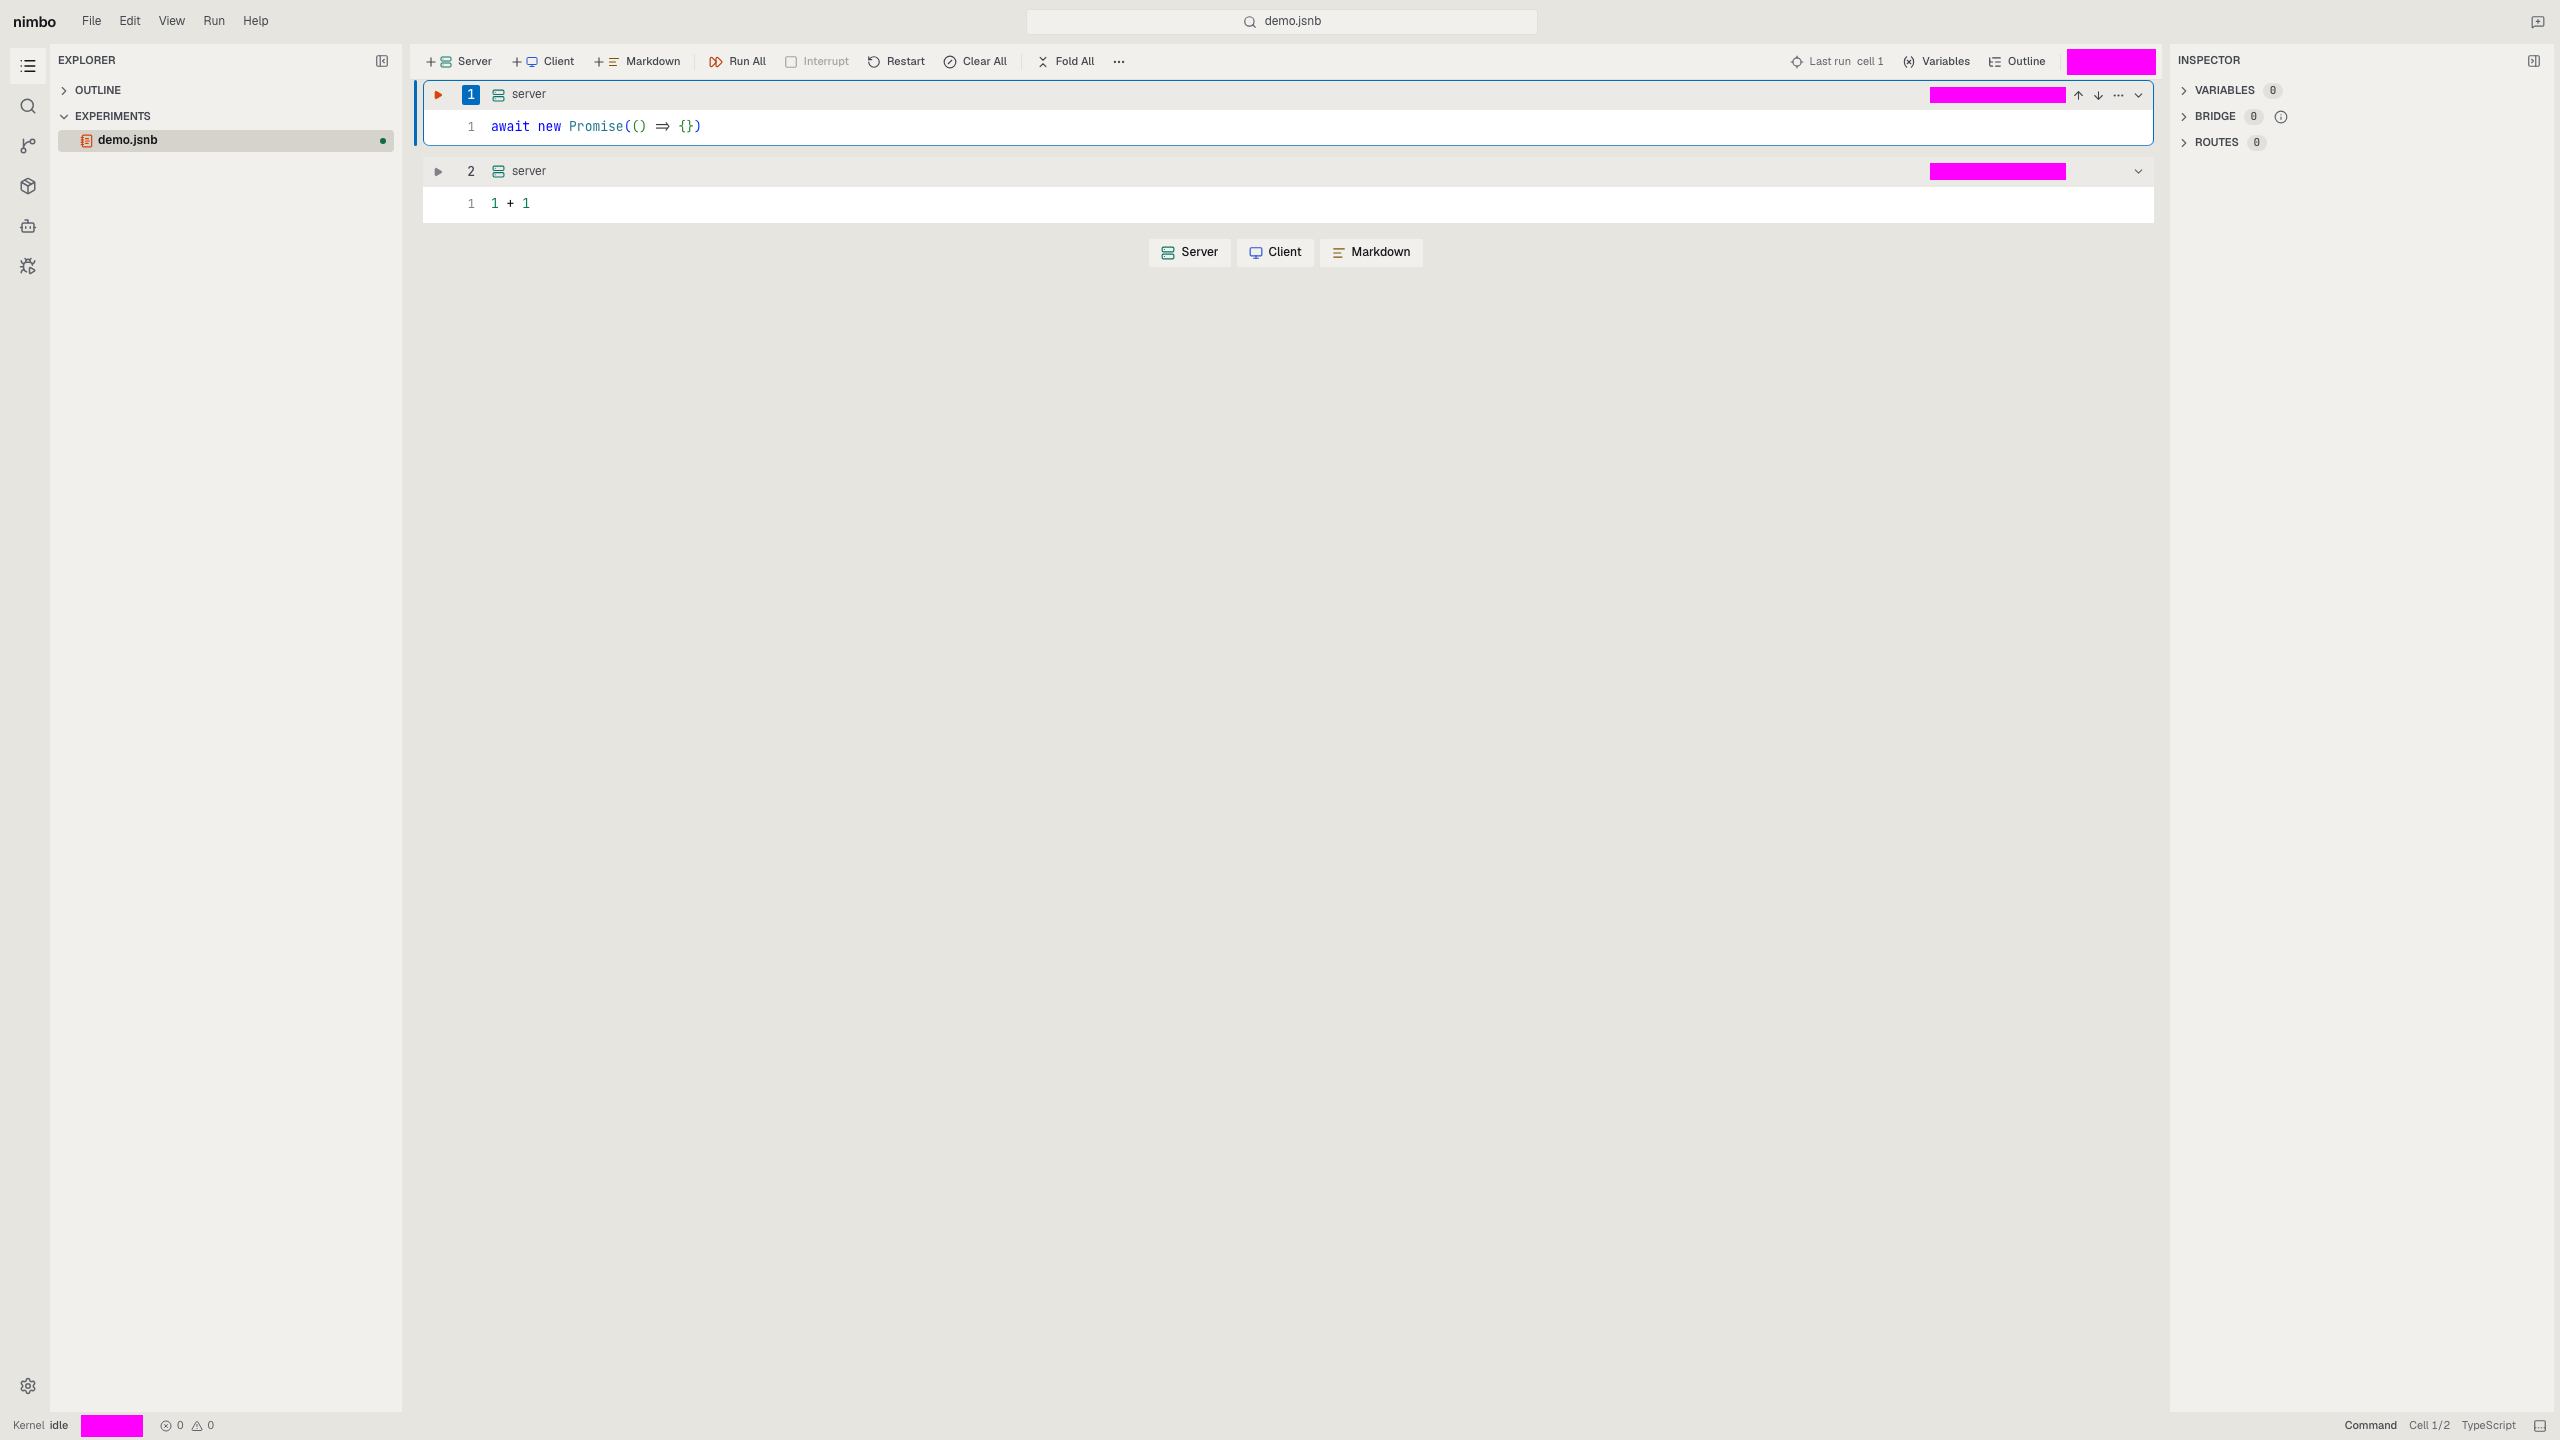 nimbo File Edit View Run Help demo.jsnb
EXPLORER
OUTLINE
EXPERIMENTS
demo.jsnb
Server Client Markdown Run All Interrupt Restart Clear All Fold All Last run cell 1 Variables Outline
1 server
1 await new Promise(() => {})
2 server
1 1 + 1
Server Client Markdown
INSPECTOR
VARIABLES 0
BRIDGE 0
ROUTES 0
Kernel idle 0 0 Command Cell 1/2 TypeScript